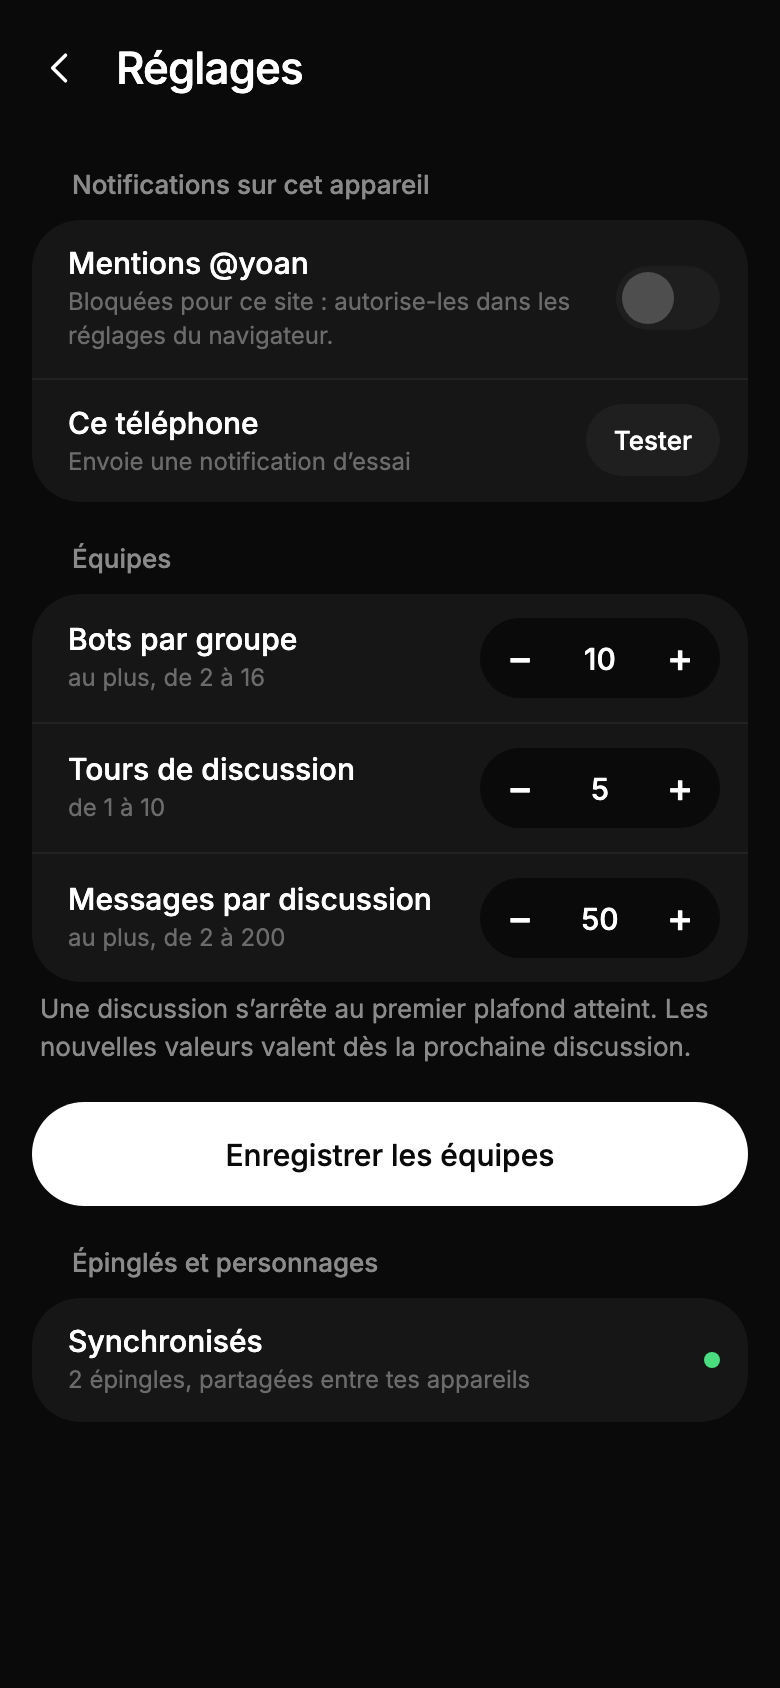 Réglages
Notifications sur cet appareil
Mentions @yoan
Bloquées pour ce site : autorise-les dans les
réglages du navigateur.
Ce téléphone
Envoie une notification d’essai
Tester
Équipes
Bots par groupe
au plus, de 2 à 16
− 10 +
Tours de discussion
de 1 à 10
− 5 +
Messages par discussion
au plus, de 2 à 200
− 50 +
Une discussion s’arrête au premier plafond atteint. Les
nouvelles valeurs valent dès la prochaine discussion.
Enregistrer les équipes
Épinglés et personnages
Synchronisés
2 épingles, partagées entre tes appareils